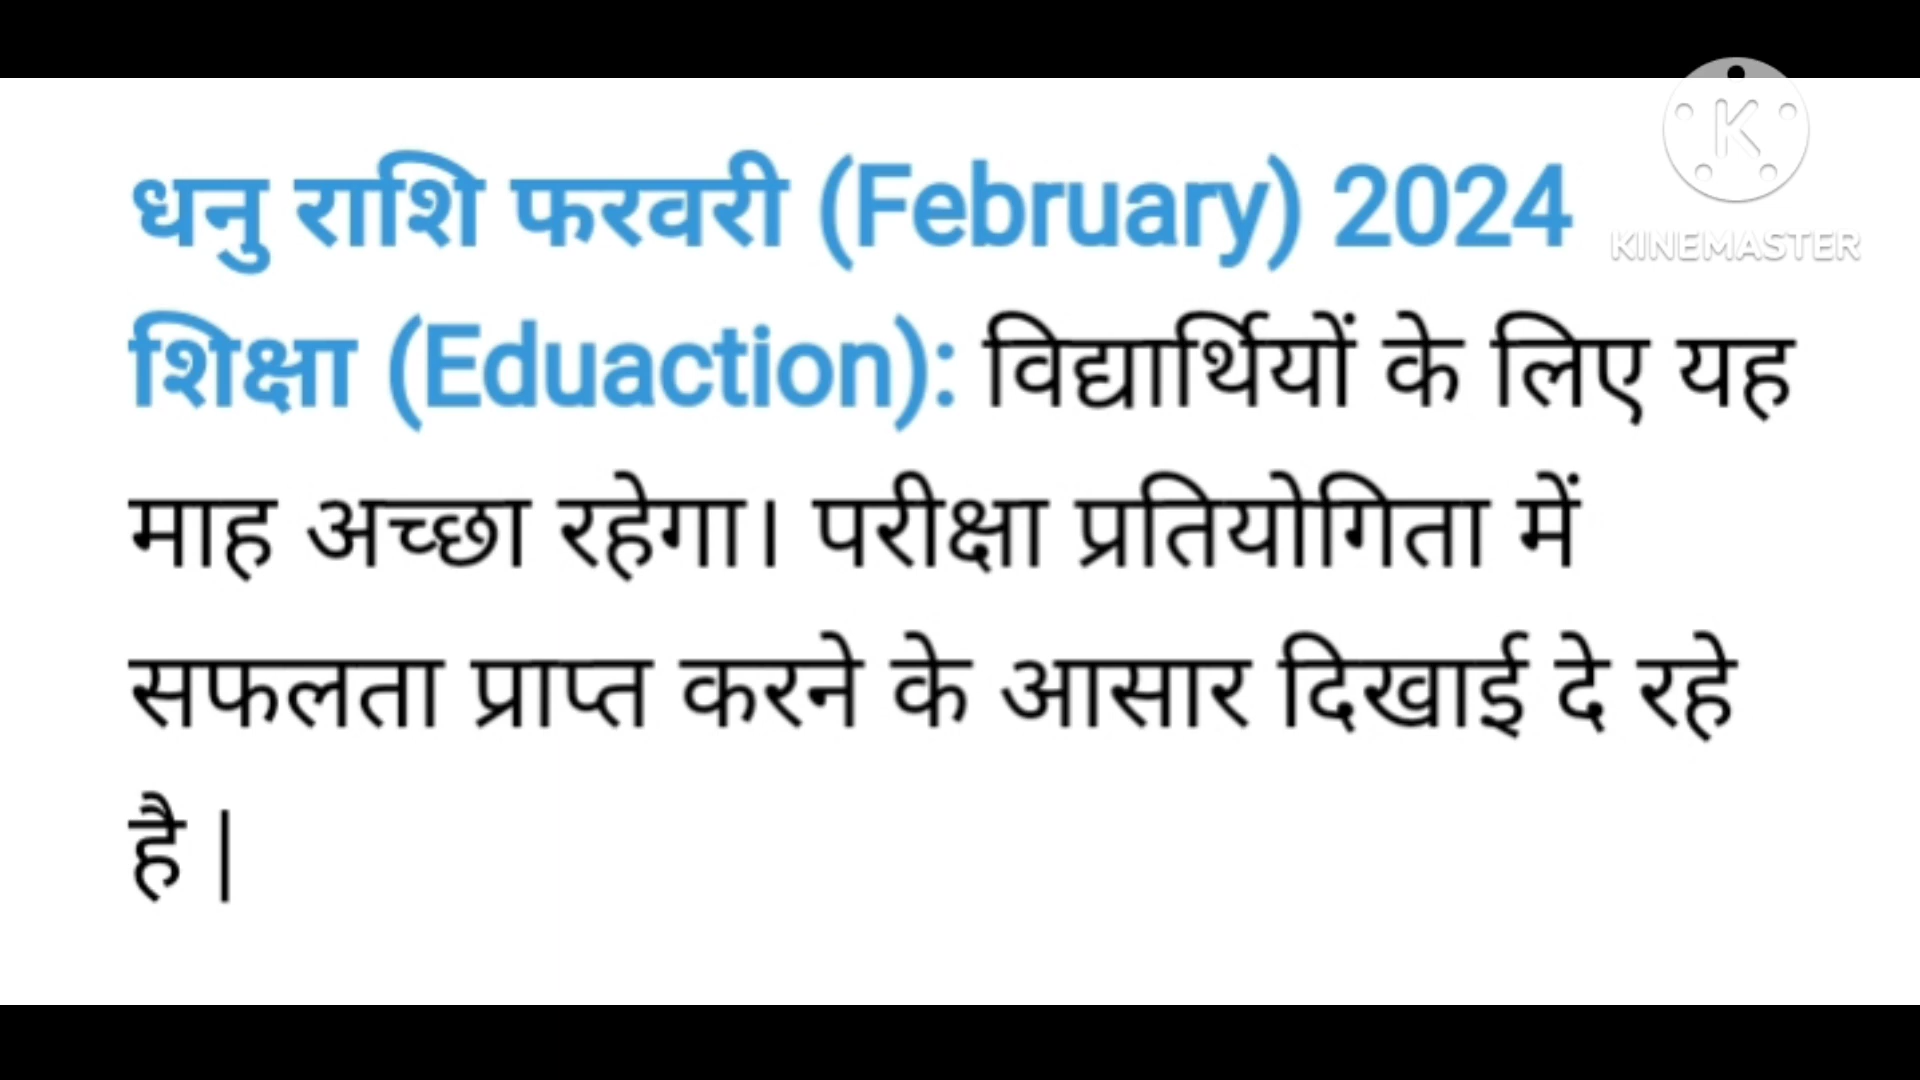 धनु राशि फरवरी (February) 2024
KINEMASTER
शिक्षा (Eduaction): विद्यार्थियों के लिए यह
माह अच्छा रहेगा। परीक्षा प्रतियोगिता में
सफलता प्राप्त करने के आसार दिखाई दे रहे
है |